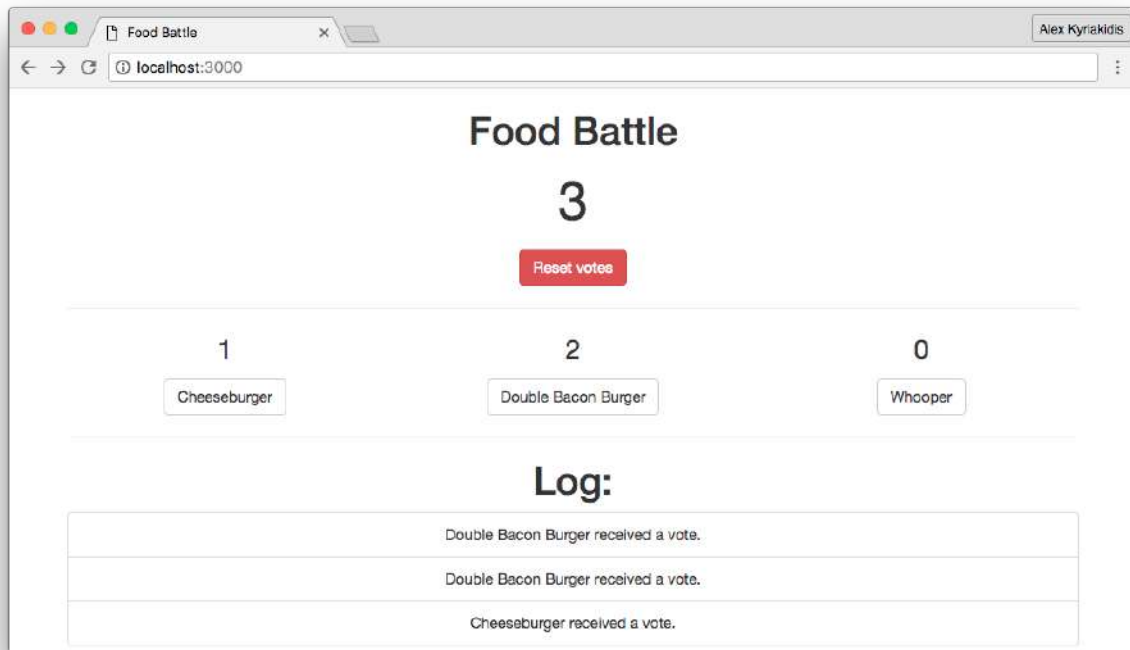 Food Battle
Alex Kyriakidis
localhost:3000
Food Battle
3
Reset votes
1
2
0
Cheeseburger
Double Bacon Burger
Whooper
Log:
Double Bacon Burger received a vote.
Double Bacon Burger received a vote.
Cheeseburger received a vote.